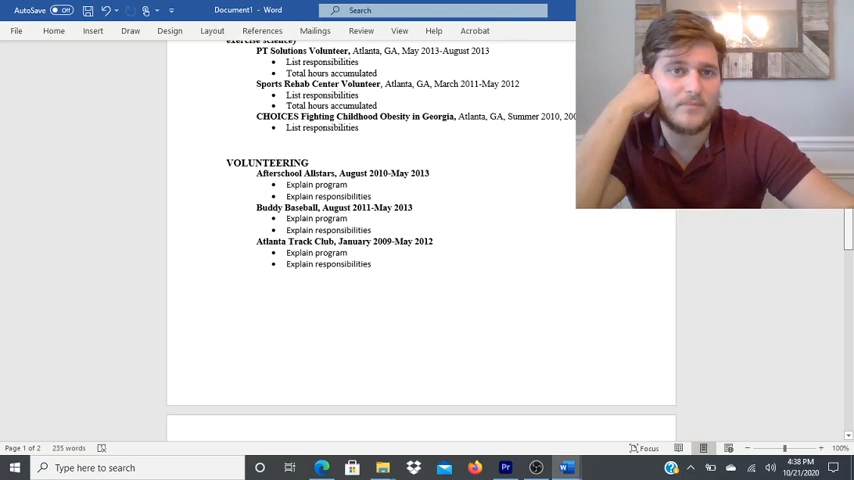 AutoSave Off Document1 - Word Search
File Home Insert Draw Design Layout References Mailings Review View Help Acrobat
exercise science)
PT Solutions Volunteer, Atlanta, GA, May 2013-August 2013
• List responsibilities
• Total hours accumulated
Sports Rehab Center Volunteer, Atlanta, GA, March 2011-May 2012
• List responsibilities
• Total hours accumulated
CHOICES Fighting Childhood Obesity in Georgia, Atlanta, GA, Summer 2010, 200
• List responsibilities
VOLUNTEERING
Afterschool Allstars, August 2010-May 2013
• Explain program
• Explain responsibilities
Buddy Baseball, August 2011-May 2013
• Explain program
• Explain responsibilities
Atlanta Track Club, January 2009-May 2012
• Explain program
• Explain responsibilities
Page 1 of 2 235 words Focus 100%
Type here to search 4:38 PM
10/21/2020